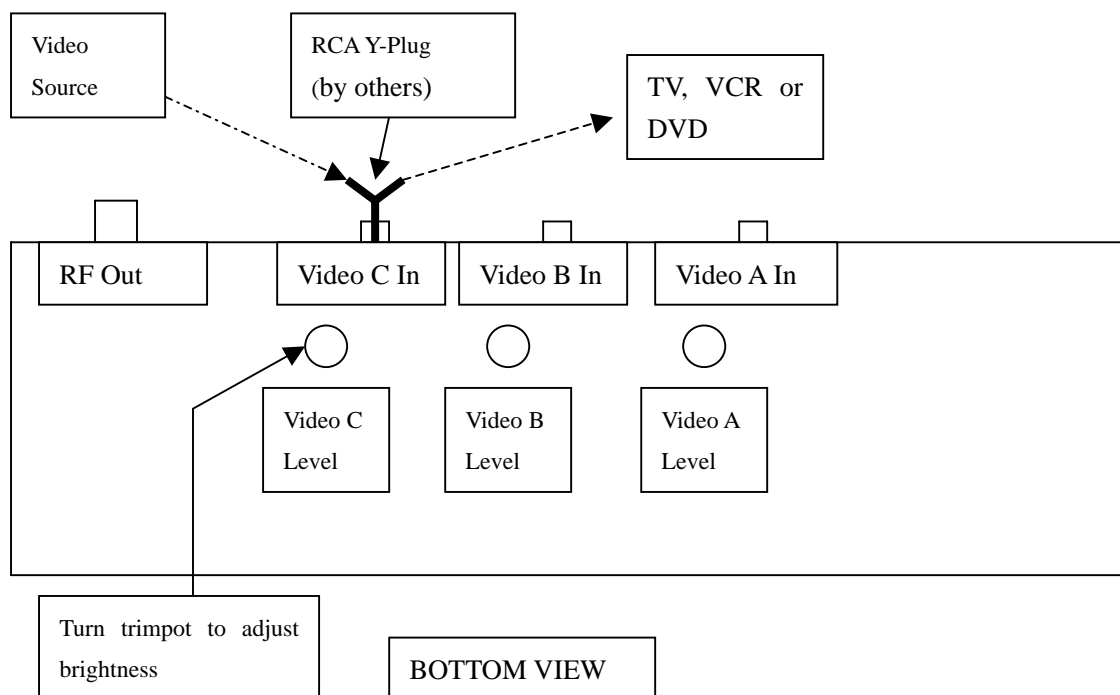 Video
Source
RCA Y-Plug
(by others)
TV, VCR or
DVD
RF Out
Video C In
Video B In
Video A In
Video C
Level
Video B
Level
Video A
Level
Turn trimpot to adjust
brightness
BOTTOM VIEW